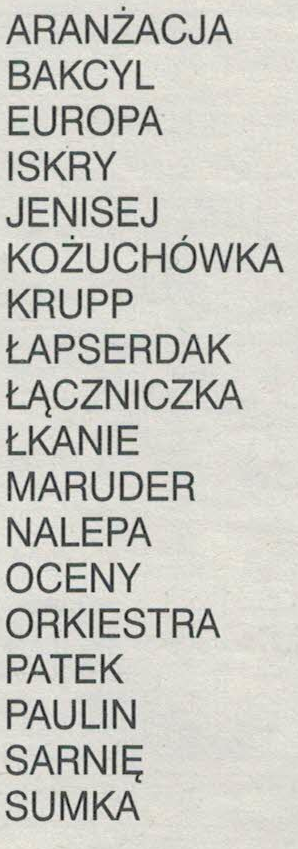 ARANŻACJA
BAKCYL
EUROPA
ISKRY
JENISEJ
KOŻUCHÓWKA
KRUPP
ŁAPSERDAK
ŁĄCZNICZKA
ŁKANIE
MARUDER
NALEPA
OCENY
ORKIESTRA
PATEK
PAULIN
SARNIĘ
SUMKA